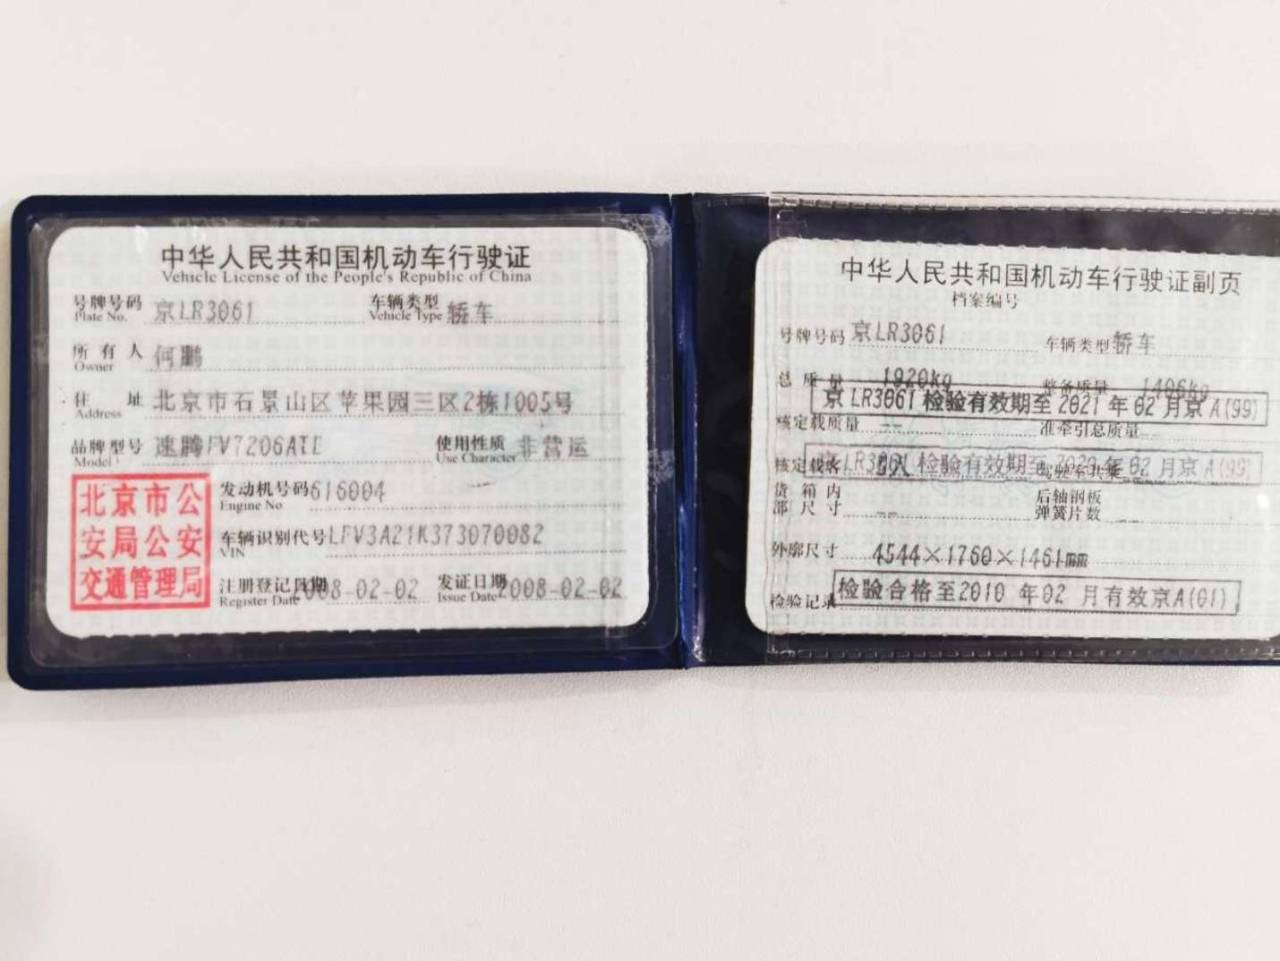 中华人民共和国机动车行驶证
Vehicle License of the People's Republic of China
号牌号码 京LR3061 车辆类型 轿车
Plate No. Vehicle Type
所有人 何鹏
Owner
住址 北京市石景山区苹果园三区2栋1005号
Address
品牌型号 速腾FV7206ATE 使用性质 非营运
Model Use Character
北京市公
安局公安
交通管理局
发动机号码 616004
Engine No
车辆识别代号 LFV3A21K373070082
VIN
注册登记日期 2008-02-02 发证日期 2008-02-02
Register Date Issue Date
中华人民共和国机动车行驶证副页
档案编号
号牌号码 京LR3061 车辆类型 轿车
总质量 1920kg 整备质量 1406kg
京LR3061 检验有效期至2021年02月京A(99)
核定载质量 -- 准牵引总质量
核定载客 5人
检验有效期至2020年02月京A(99)
货箱内 后轴钢板
部尺寸 -- 弹簧片数 --
外廓尺寸 4544×1760×1461mm
检验记录 检验合格至2010年02月有效京A(01)